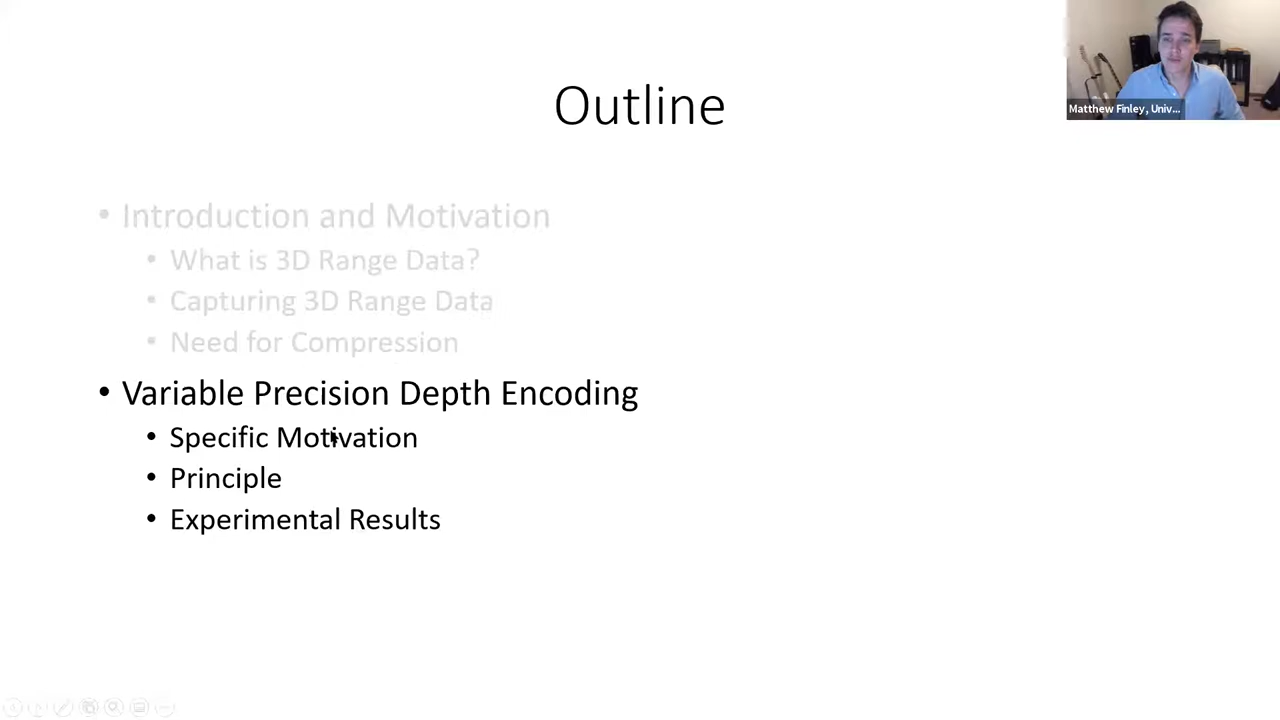 Outline
Matthew Finley, Univ...
• Introduction and Motivation
• What is 3D Range Data?
• Capturing 3D Range Data
• Need for Compression
• Variable Precision Depth Encoding
• Specific Motivation
• Principle
• Experimental Results